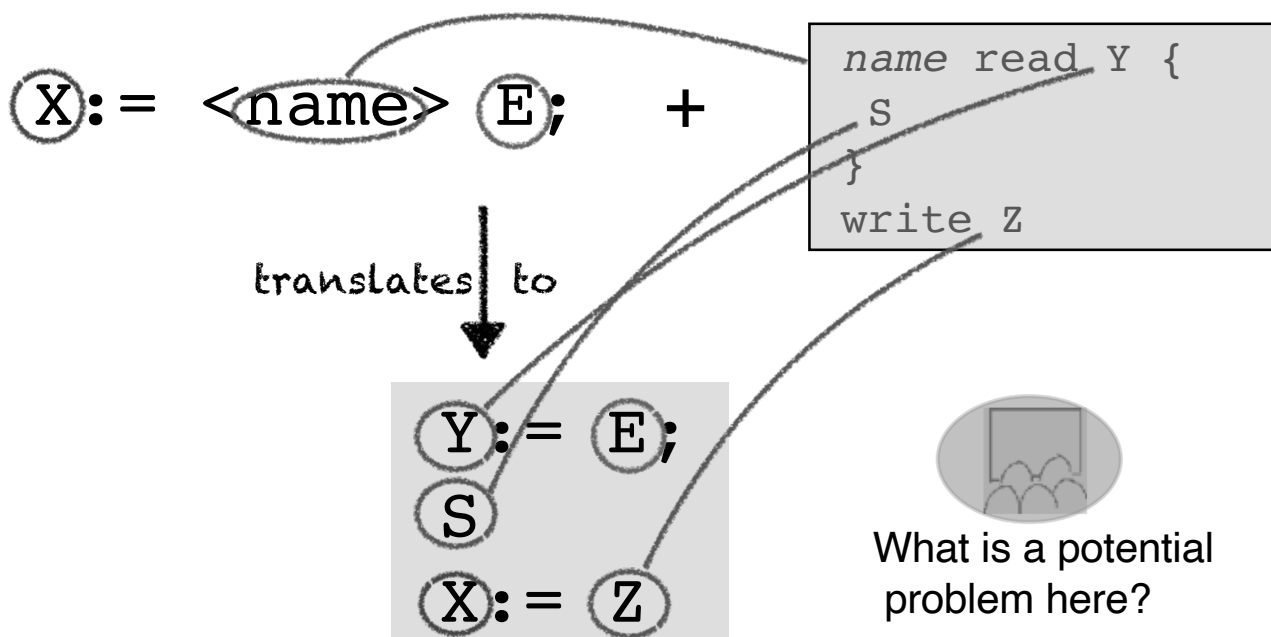 X:= <name> E; +
name read Y {
S
}
write Z
translates to
Y:= E;
S
X:= Z
What is a potential
problem here?